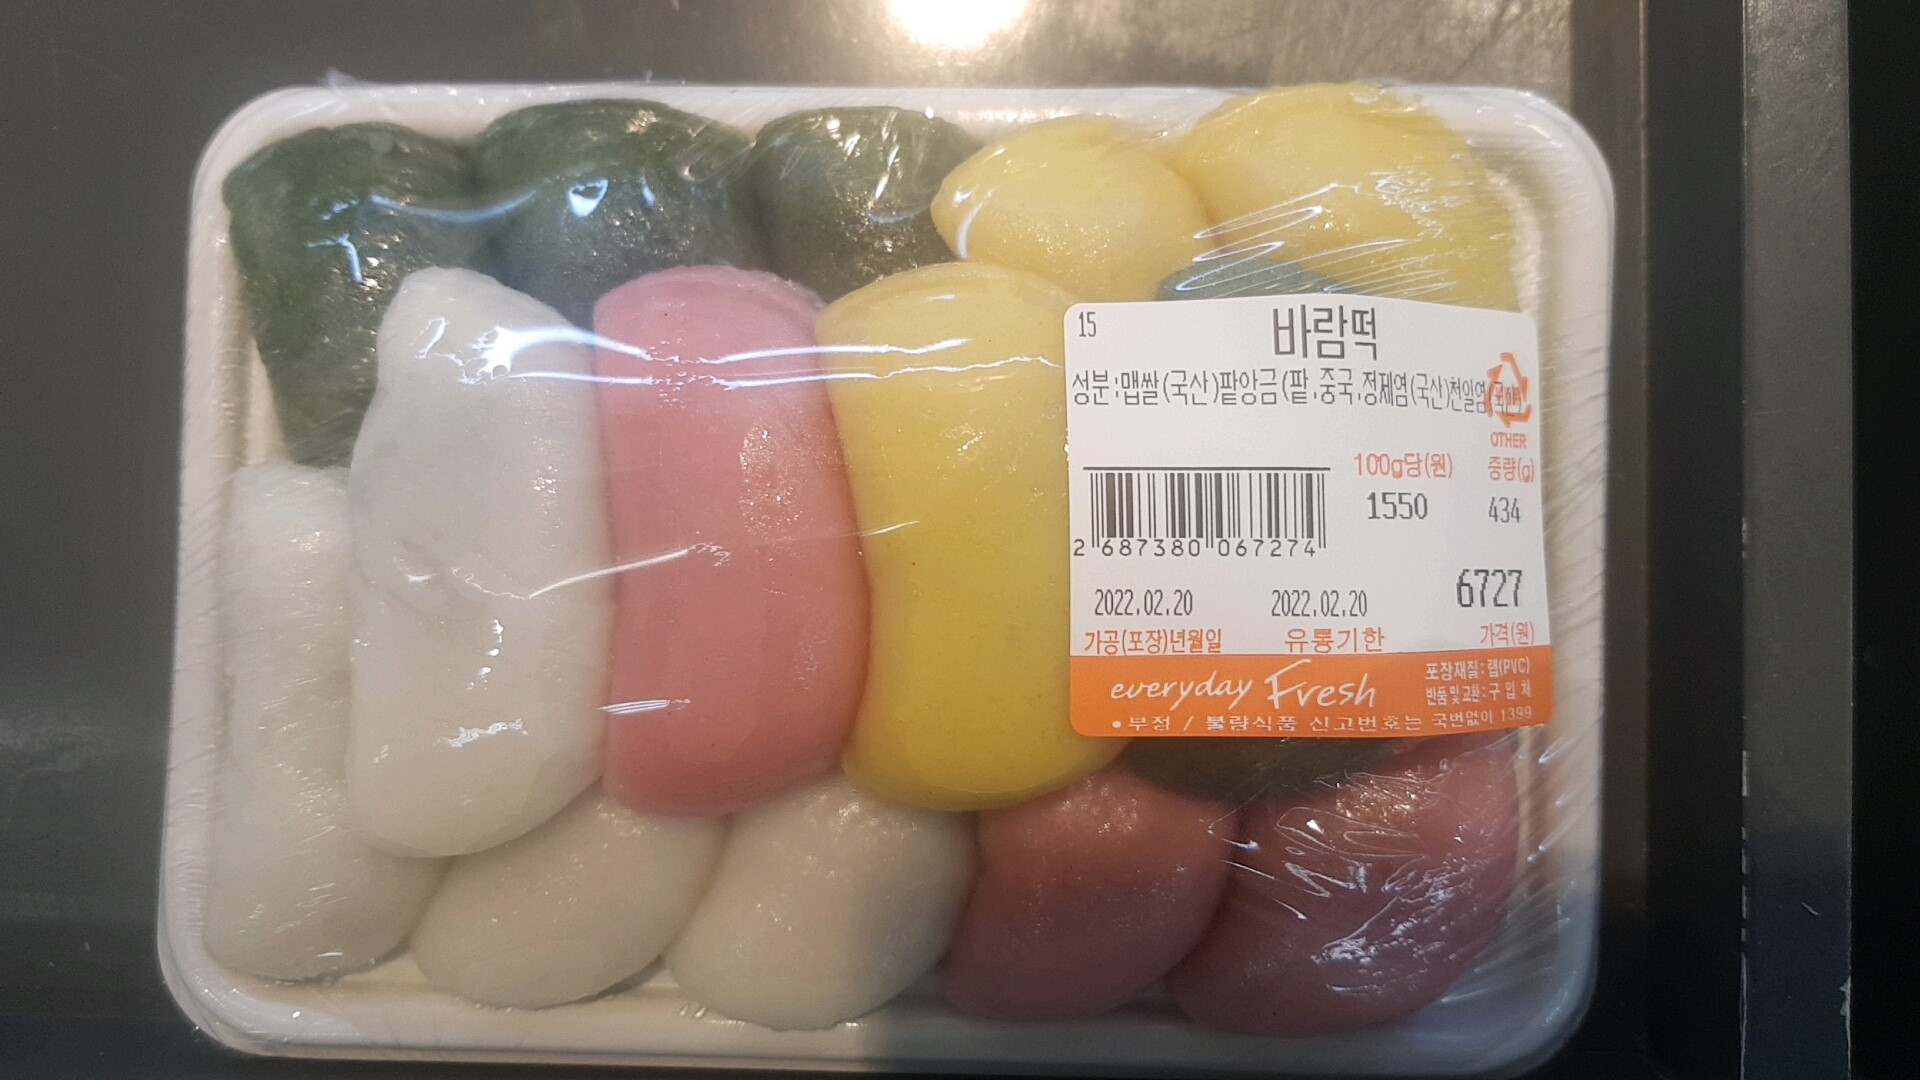 15
바람떡
성분:맵쌀(국산)팥앙금(팥,중국,정제염(국산)천일염(국산)
OTHER
100g당(원) 중량(g)
1550 434
2 687380 067274
6727
2022.02.20 2022.02.20
가공(포장)년월일 유통기한 가격(원)
everyday Fresh
포장재질:랩(PVC)
반품및교환:구입처
• 부정 / 불량식품 신고번호는 국번없이 1399